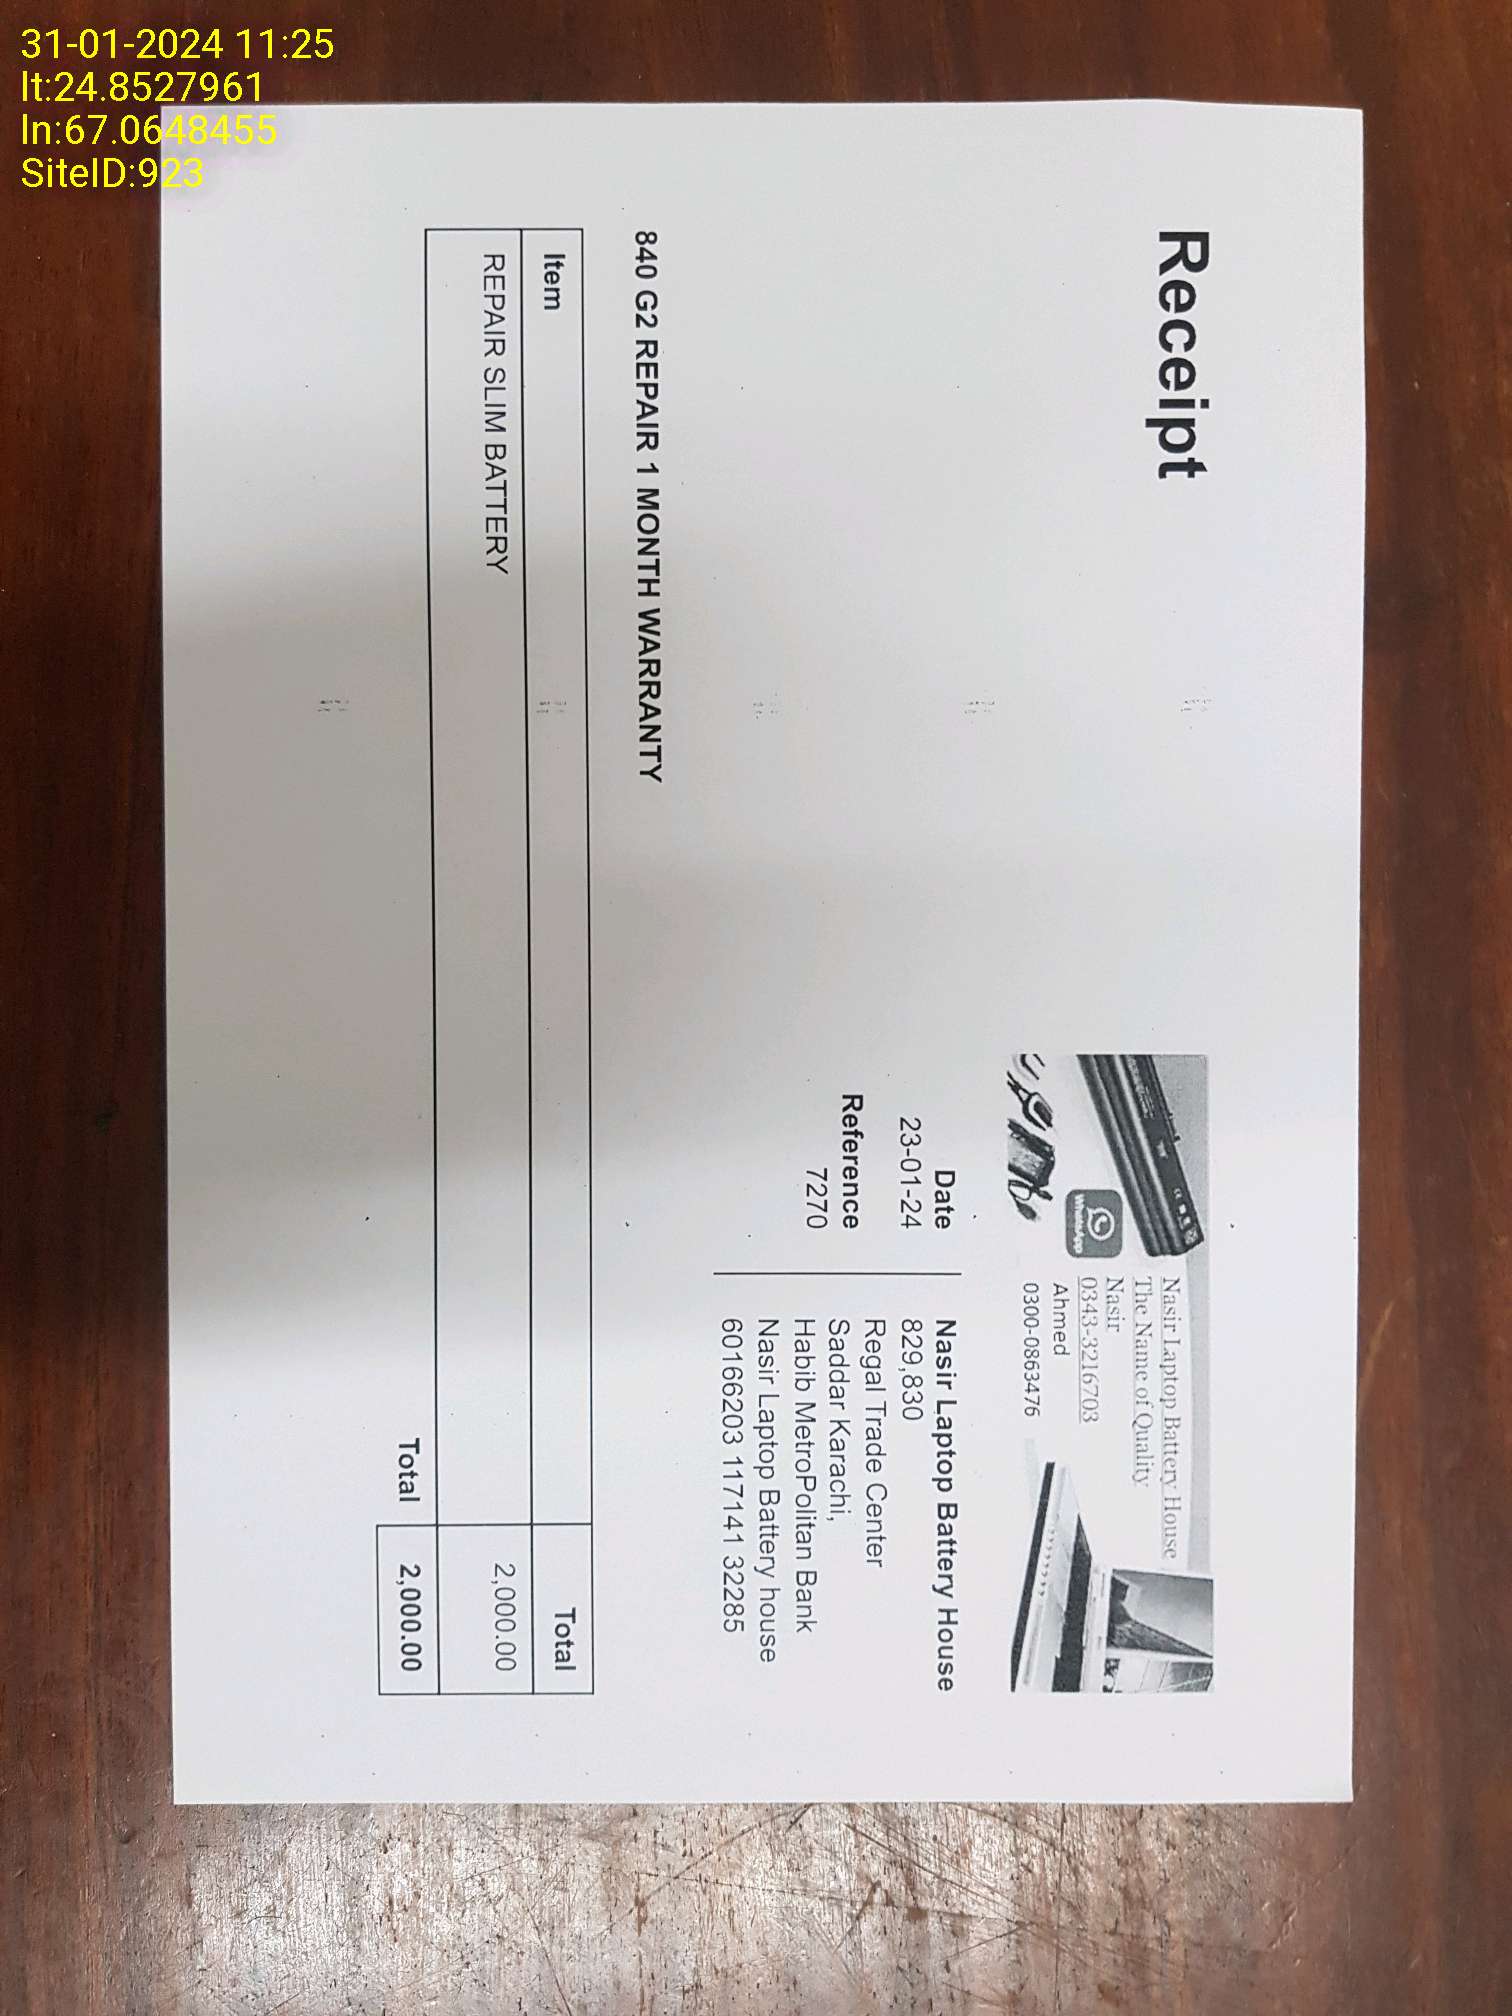 31-01-2024 11:25
lt:24.8527961
ln:67.0648455
SiteID:923
Receipt
Nasir Laptop Battery House
The Name of Quality
Nasir
0343-3216703
Ahmed
0300-0863476
WhatsApp
Date
23-01-24
Reference
7270
Nasir Laptop Battery House
829,830
Regal Trade Center
Saddar Karachi,
Habib MetroPolitan Bank
Nasir Laptop Battery house
60166203 117141 32285
840 G2 REPAIR 1 MONTH WARRANTY
Item Total
REPAIR SLIM BATTERY 2,000.00
Total 2,000.00